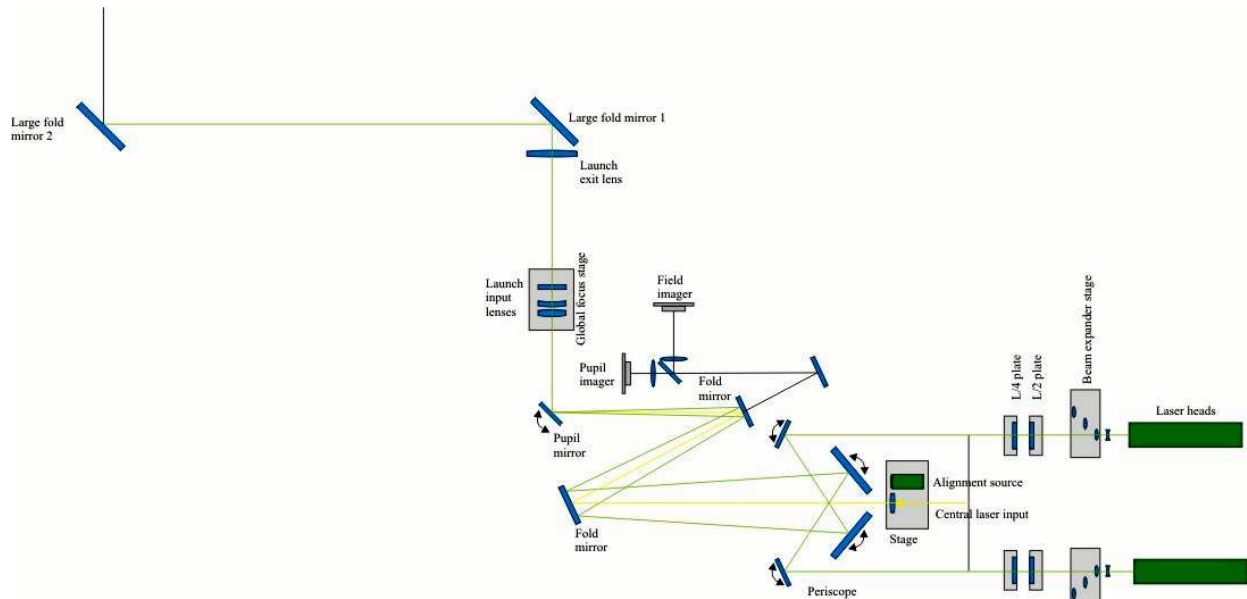 Large fold
mirror 2
Large fold mirror 1
Launch
exit lens
Launch
input
lenses
Global focus stage
Field
imager
Pupil
imager
Fold
mirror
Pupil
mirror
Fold
mirror
L/4 plate
L/2 plate
Beam expander stage
Laser heads
Alignment source
Central laser input
Stage
Periscope